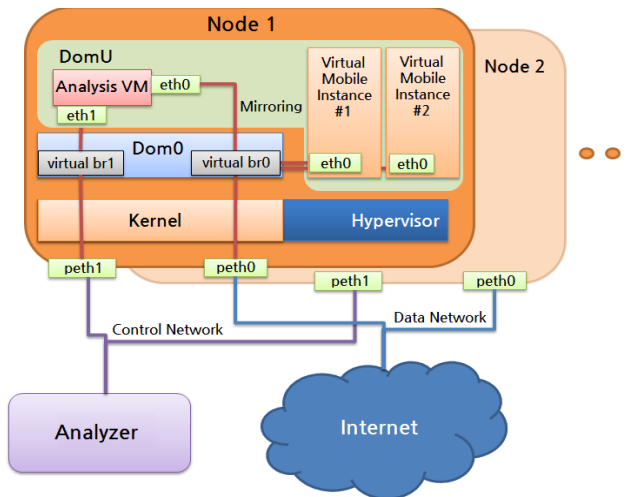 Node 1
DomU
Analysis VM
eth0
eth1
Mirroring
Virtual
Mobile
Instance
#1
Virtual
Mobile
Instance
#2
Node 2
virtual br1
Dom0
virtual br0
eth0
eth0
Kernel
Hypervisor
peth1
peth0
peth1
peth0
Control Network
Data Network
Analyzer
Internet